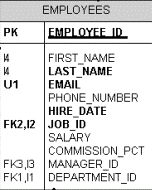 EMPLOYEES
PK EMPLOYEE_ID
I4 FIRST_NAME
I4 LAST_NAME
U1 EMAIL
PHONE_NUMBER
HIRE_DATE
FK2,I2 JOB_ID
SALARY
COMMISSION_PCT
FK3,I3 MANAGER_ID
FK1,I1 DEPARTMENT_ID